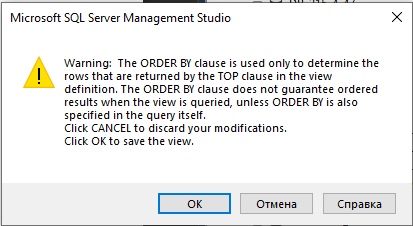 Microsoft SQL Server Management Studio
Warning:  The ORDER BY clause is used only to determine the
rows that are returned by the TOP clause in the view
definition. The ORDER BY clause does not guarantee ordered
results when the view is queried, unless ORDER BY is also
specified in the query itself.
Click CANCEL to discard your modifications.
Click OK to save the view.
OK
Отмена
Справка